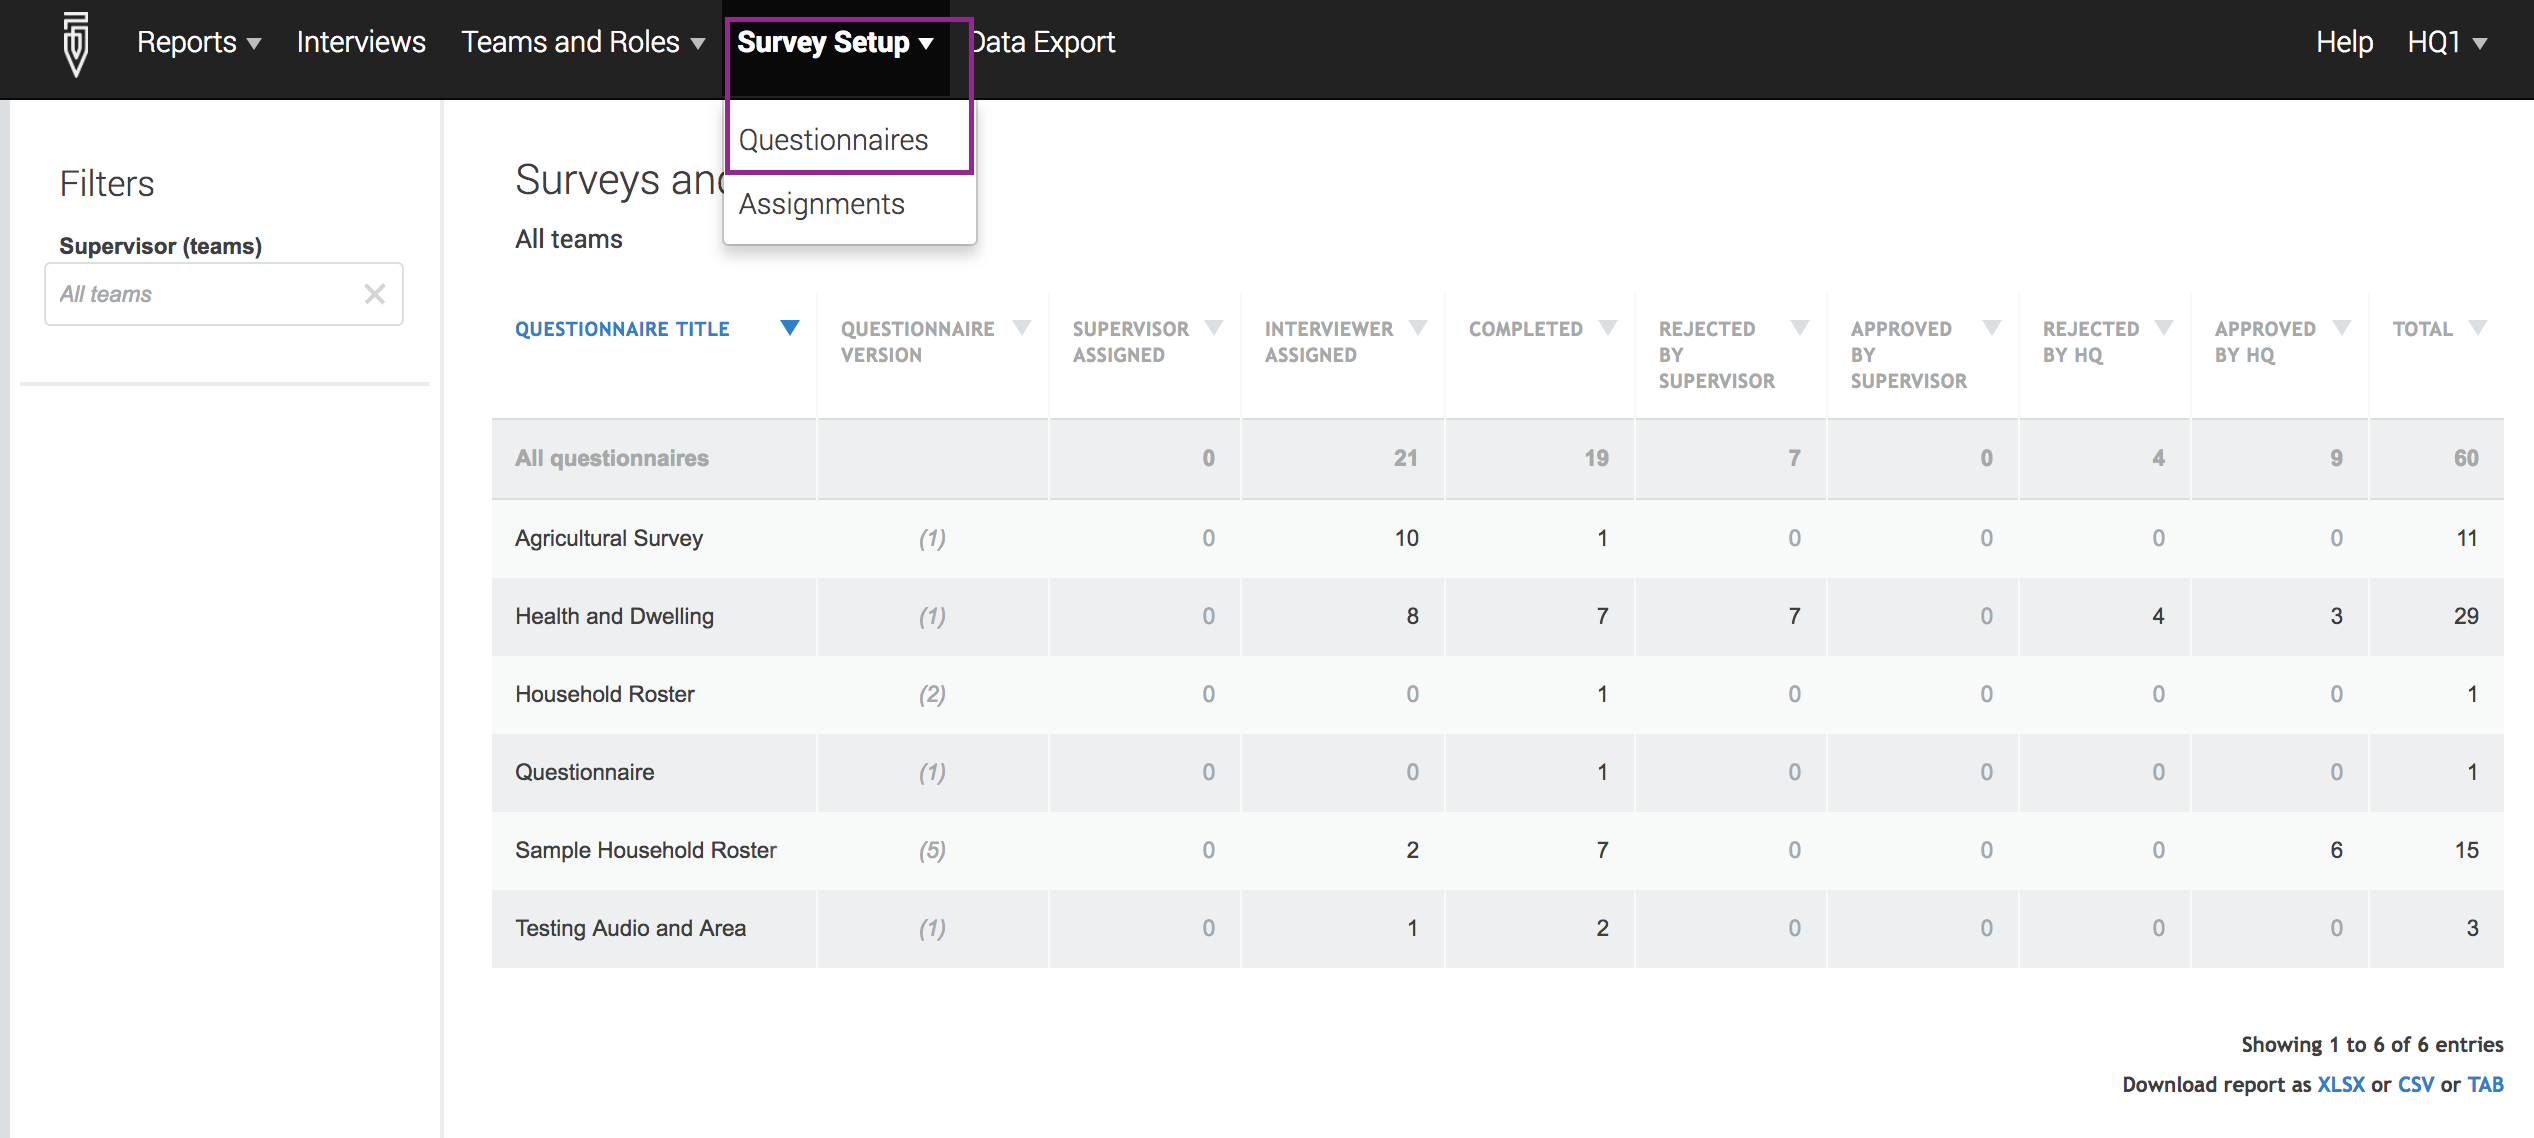 Reports Interviews Teams and Roles Survey Setup Data Export Help HQ1
Questionnaires
Assignments
Filters
Supervisor (teams)
All teams
Surveys and
All teams
QUESTIONNAIRE TITLE QUESTIONNAIRE VERSION SUPERVISOR ASSIGNED INTERVIEWER ASSIGNED COMPLETED REJECTED BY SUPERVISOR APPROVED BY SUPERVISOR REJECTED BY HQ APPROVED BY HQ TOTAL
All questionnaires 0 21 19 7 0 4 9 60
Agricultural Survey (1) 0 10 1 0 0 0 0 11
Health and Dwelling (1) 0 8 7 7 0 4 3 29
Household Roster (2) 0 0 1 0 0 0 0 1
Questionnaire (1) 0 0 1 0 0 0 0 1
Sample Household Roster (5) 0 2 7 0 0 0 6 15
Testing Audio and Area (1) 0 1 2 0 0 0 0 3
Showing 1 to 6 of 6 entries
Download report as XLSX or CSV or TAB